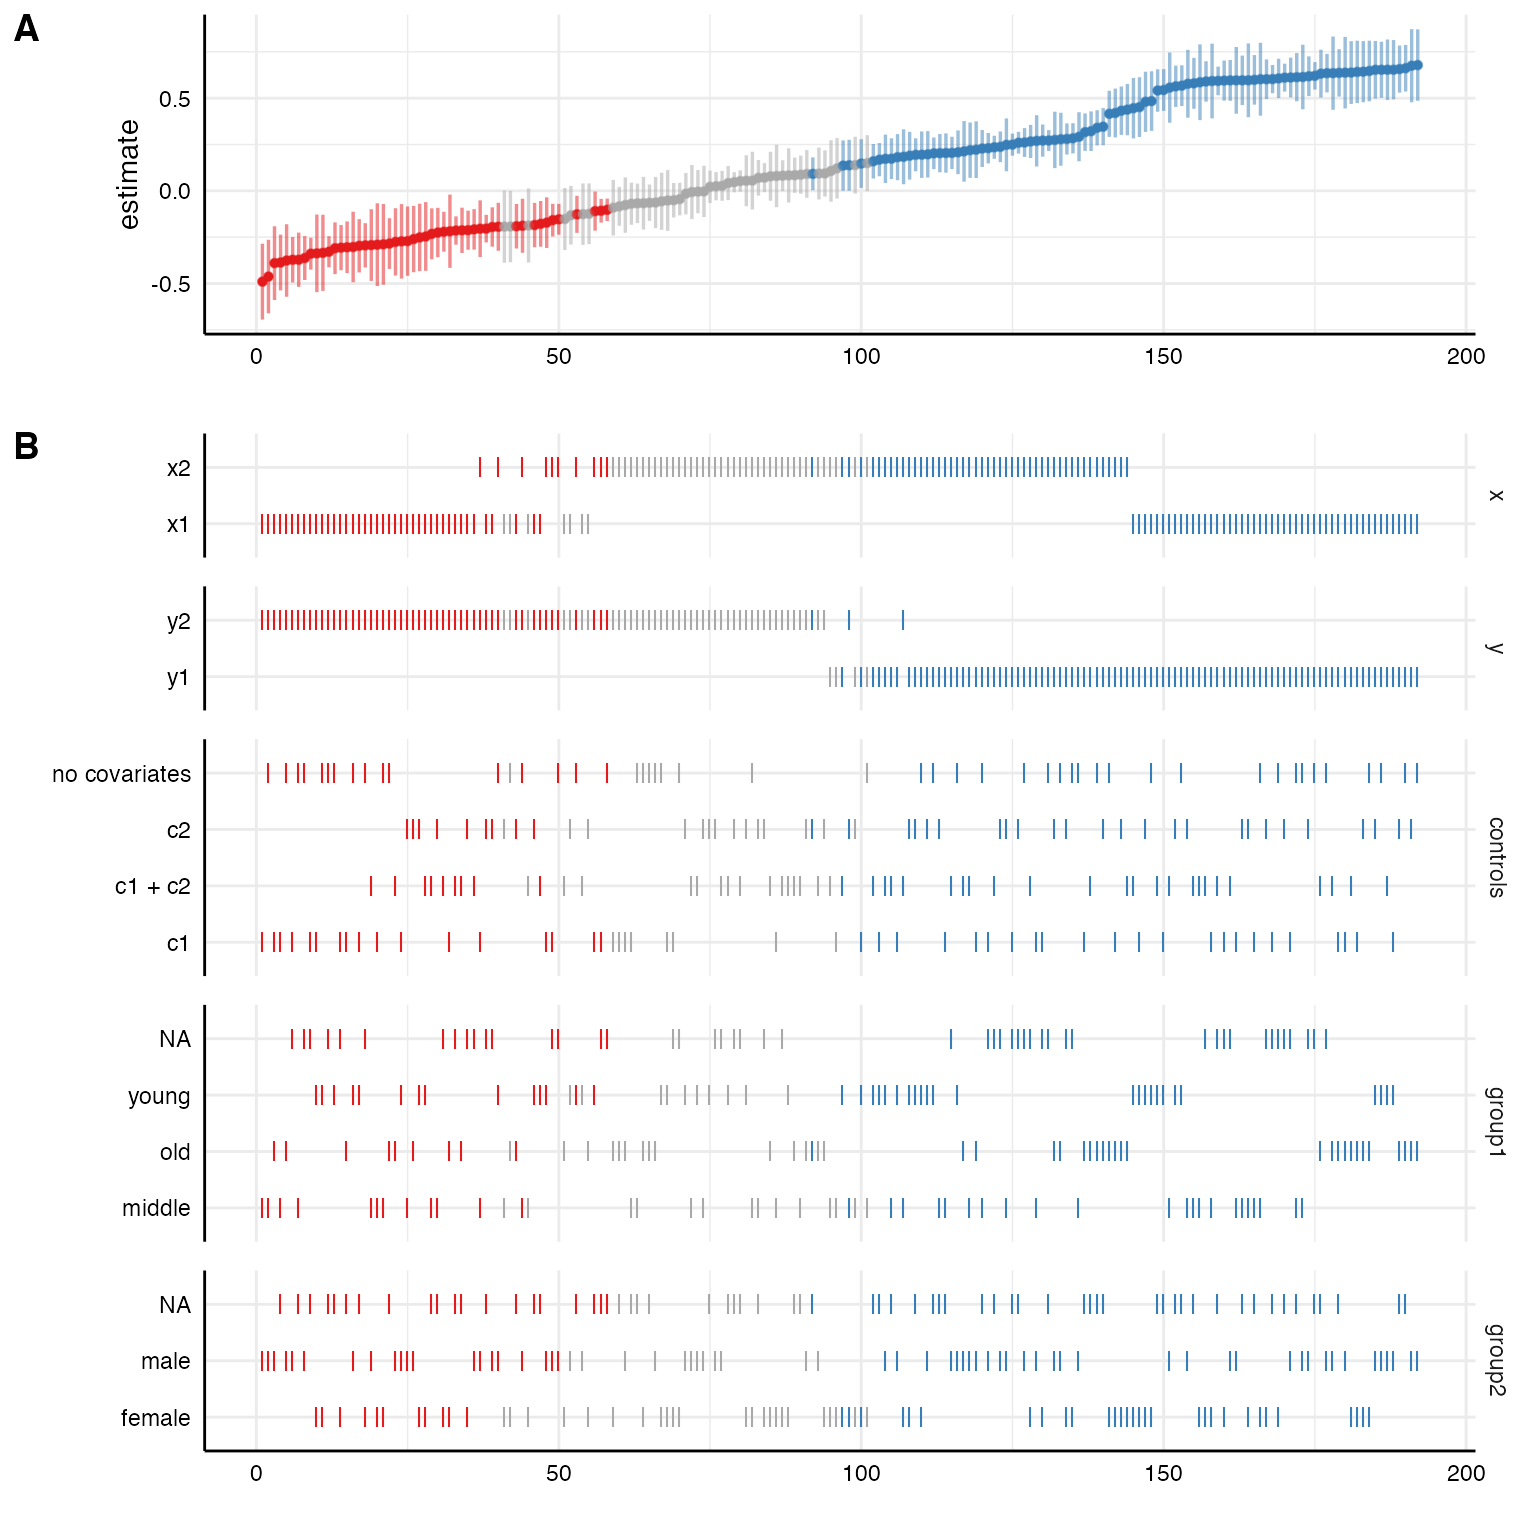 A
estimate
0.5
0.0
-0.5
0 50 100 150 200
B
x2
x1
x
y2
y1
y
no covariates
c2
c1 + c2
c1
controls
NA
young
old
middle
group1
NA
male
female
group2
0 50 100 150 200